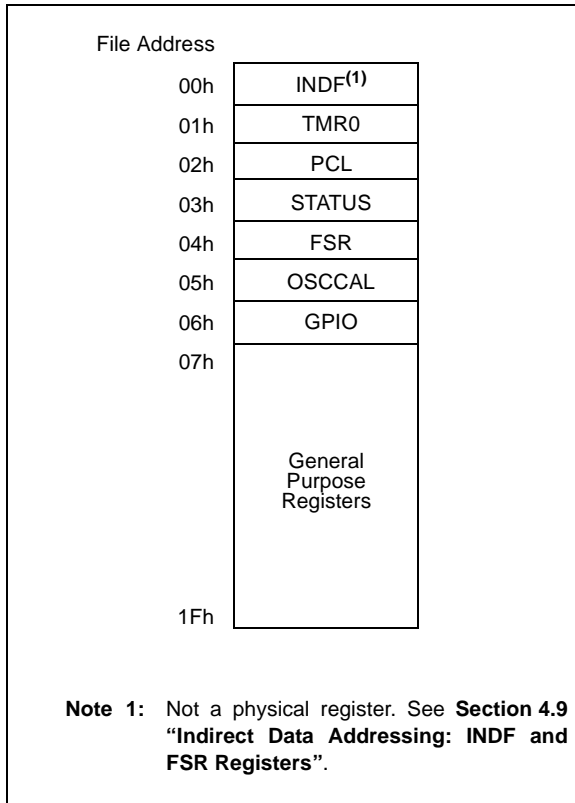 File Address
00h INDF(1)
01h TMR0
02h PCL
03h STATUS
04h FSR
05h OSCCAL
06h GPIO
07h
General
Purpose
Registers
1Fh
Note 1: Not a physical register. See Section 4.9
“Indirect Data Addressing: INDF and
FSR Registers”.